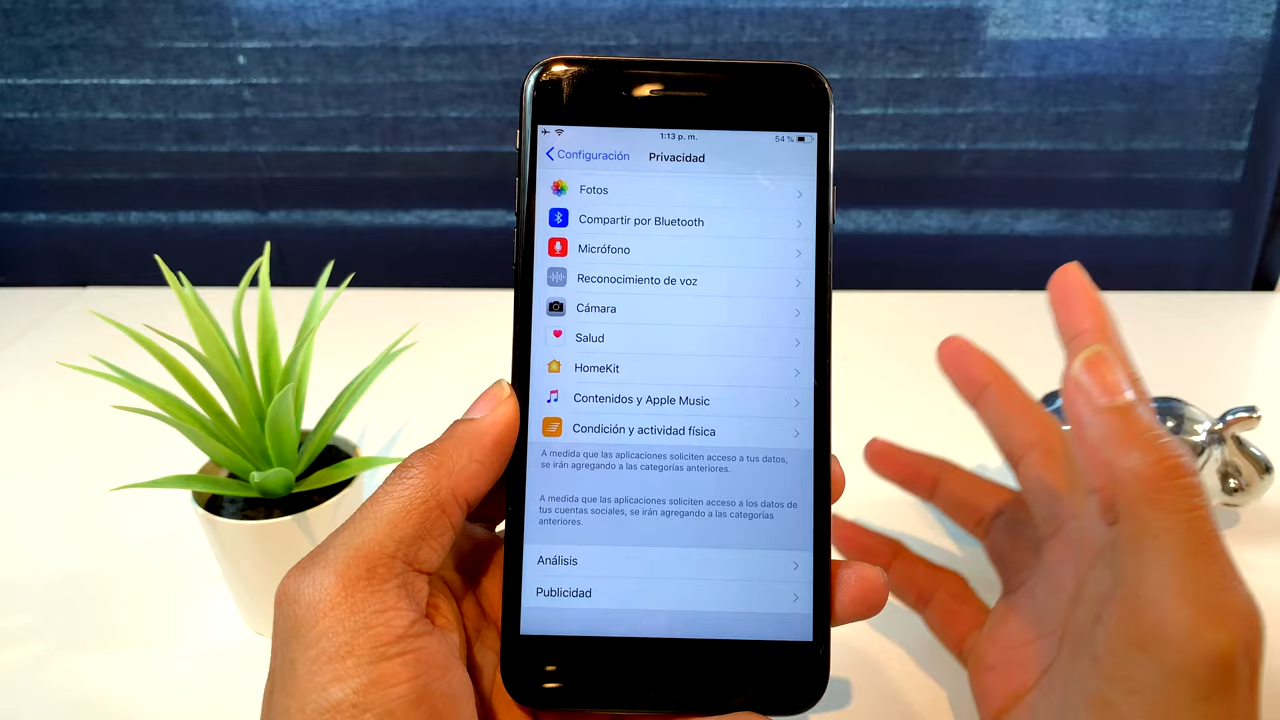 1:13 p. m.
54 %
Configuración
Privacidad
Fotos
Compartir por Bluetooth
Micrófono
Reconocimiento de voz
Cámara
Salud
HomeKit
Contenidos y Apple Music
Condición y actividad física
A medida que las aplicaciones soliciten acceso a tus datos,
se irán agregando a las categorías anteriores.
A medida que las aplicaciones soliciten acceso a los datos de
tus cuentas sociales, se irán agregando a las categorías
anteriores.
Análisis
Publicidad